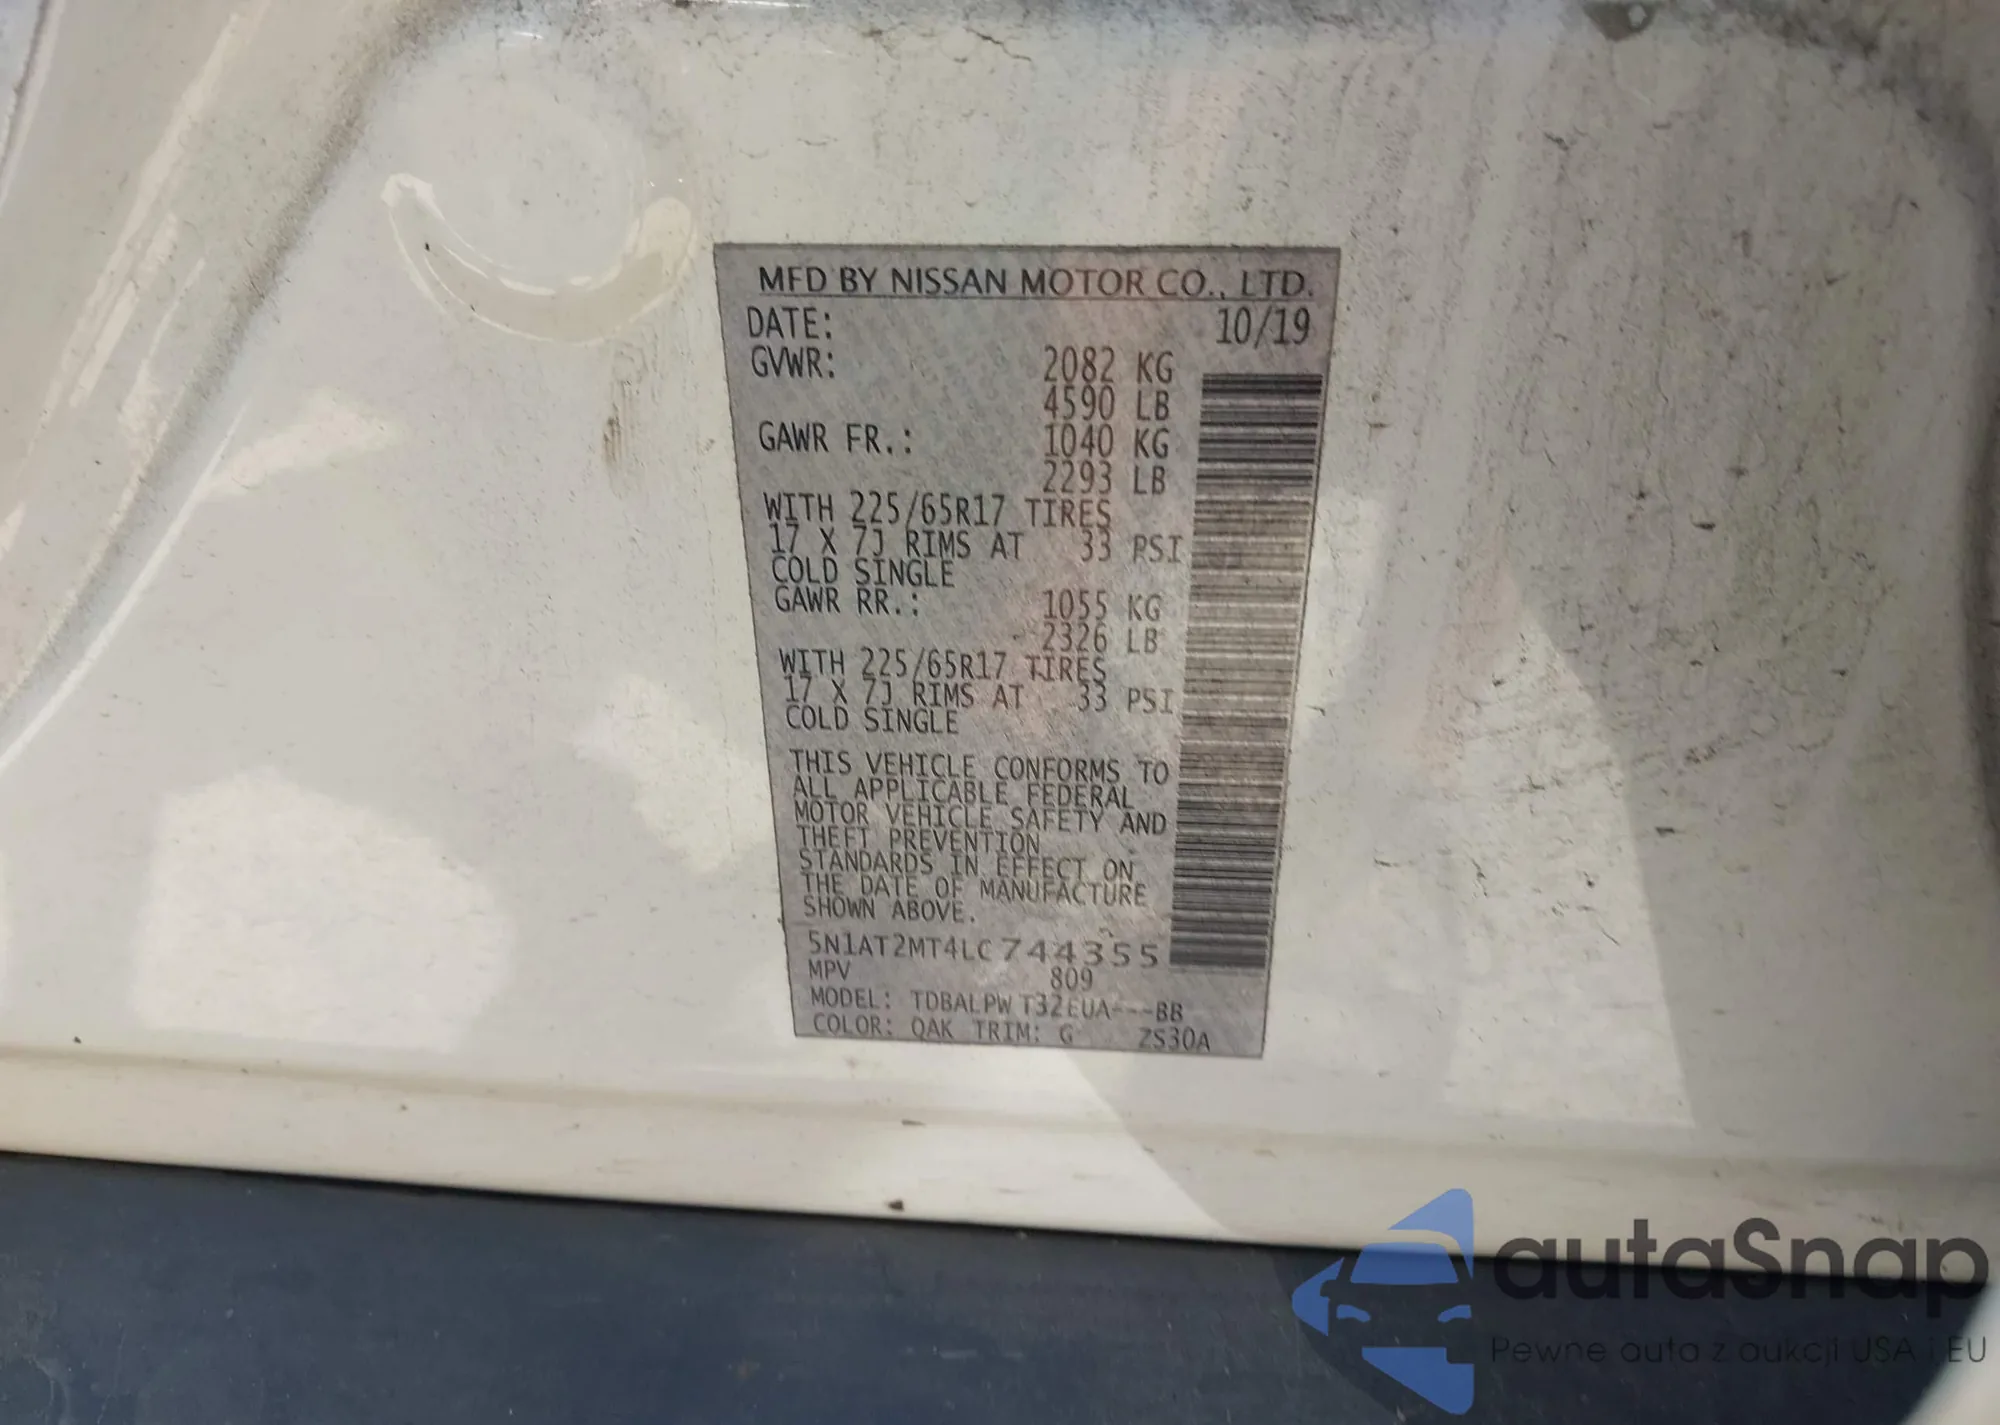 MFD BY NISSAN MOTOR CO., LTD.
DATE: 10/19
GVWR: 2082 KG
4590 LB
GAWR FR.: 1040 KG
2293 LB
WITH 225/65R17 TIRES
17 X 7J RIMS AT 33 PSI
COLD SINGLE
GAWR RR.: 1055 KG
2326 LB
WITH 225/65R17 TIRES
17 X 7J RIMS AT 33 PSI
COLD SINGLE
THIS VEHICLE CONFORMS TO
ALL APPLICABLE FEDERAL
MOTOR VEHICLE SAFETY AND
THEFT PREVENTION
STANDARDS IN EFFECT ON
THE DATE OF MANUFACTURE
SHOWN ABOVE.
5N1AT2MT4LC744355
MPV 809
MODEL: TDBALPW T32EUA---BB
COLOR: QAK TRIM: G ZS30A
autaSnap
Pewne auta z aukcji USA i EU